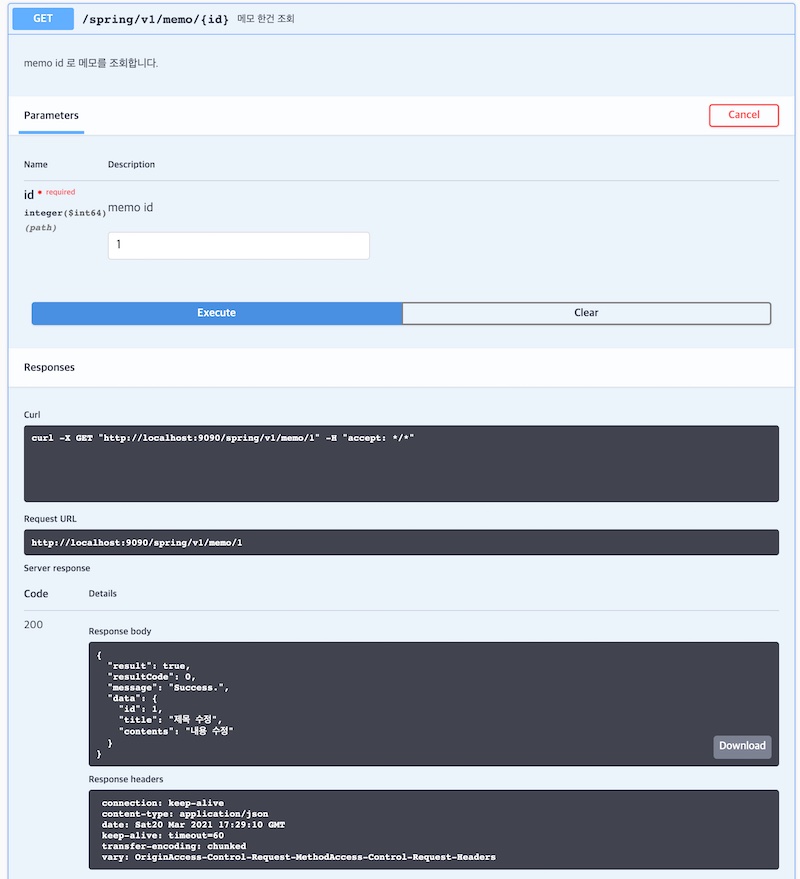 GET /spring/v1/memo/{id} 메모 한건 조회
memo id 로 메모를 조회합니다.
Parameters
Cancel
Name Description
id * required
integer($int64)
(path)
memo id
1
Execute
Clear
Responses
Curl
curl -X GET "http://localhost:9090/spring/v1/memo/1" -H "accept: */*"
Request URL
http://localhost:9090/spring/v1/memo/1
Server response
Code Details
200
Response body
{
  "result": true,
  "resultCode": 0,
  "message": "Success.",
  "data": {
    "id": 1,
    "title": "제목 수정",
    "contents": "내용 수정"
  }
}
Download
Response headers
connection: keep-alive
content-type: application/json
date: Sat20 Mar 2021 17:29:10 GMT
keep-alive: timeout=60
transfer-encoding: chunked
vary: OriginAccess-Control-Request-MethodAccess-Control-Request-Headers